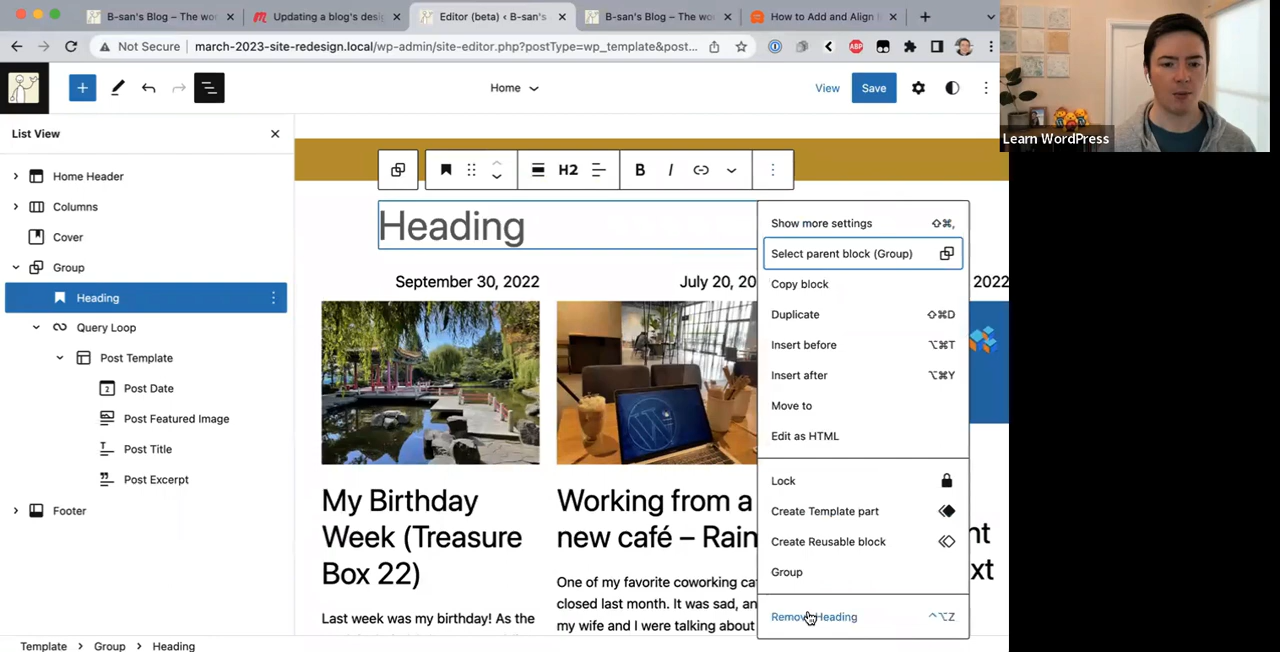 B-san's Blog – The wo
Updating a blog's desi
Editor (beta) ‹ B-san's
B-san's Blog – The wo
How to Add and Align
Not Secure
march-2023-site-redesign.local/wp-admin/site-editor.php?postType=wp_template&post...
ABP
Learn WordPress
Home
View
Save
List View
Home Header
Columns
Cover
Group
Heading
Query Loop
Post Template
Post Date
Post Featured Image
Post Title
Post Excerpt
Footer
H2
B
I
Heading
September 30, 2022
July 20, 20
2022
Show more settings ⇧⌘,
Select parent block (Group)
Copy block
Duplicate ⇧⌘D
Insert before ⌥⌘T
Insert after ⌥⌘Y
Move to
Edit as HTML
Lock
Create Template part
Create Reusable block
Group
Remove Heading ^⌥Z
My Birthday
Week (Treasure
Box 22)
Last week was my birthday! As the
Working from a
new café – Rain
One of my favorite coworking ca
closed last month. It was sad, an
my wife and I were talking about
nt
xt
Template > Group > Heading